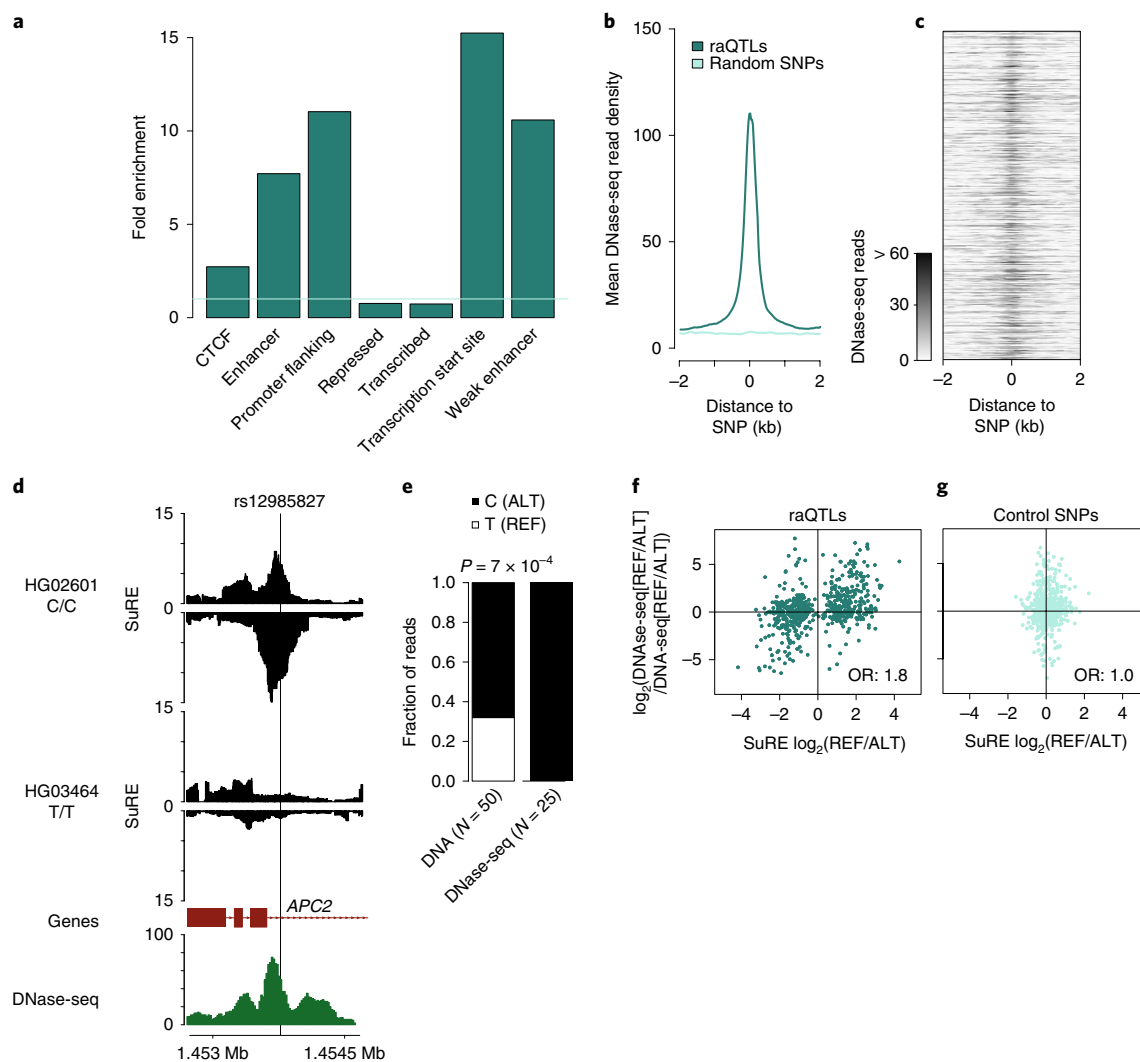 a
Fold enrichment
15
10
5
0
CTCF
Enhancer
Promoter flanking
Repressed
Transcribed
Transcription start site
Weak enhancer
b
Mean DNase-seq read density
150
100
50
0
raQTLs
Random SNPs
−2
0
2
Distance to
SNP (kb)
c
DNase-seq reads
> 60
30
0
−2
0
2
Distance to
SNP (kb)
d
rs12985827
HG02601
C/C
SuRE
15
0
15
HG03464
T/T
SuRE
0
15
Genes
APC2
DNase-seq
100
0
1.453 Mb
1.4545 Mb
e
C (ALT)
T (REF)
P = 7 × 10−4
Fraction of reads
1.0
0.8
0.6
0.4
0.2
0.0
DNA (N = 50)
DNase-seq (N = 25)
f
raQTLs
log2(DNAse-seq[REF/ALT]
/DNA-seq[REF/ALT])
5
0
−5
OR: 1.8
−4
−2
0
2
4
SuRE log2(REF/ALT)
g
Control SNPs
OR: 1.0
−4
−2
0
2
4
SuRE log2(REF/ALT)